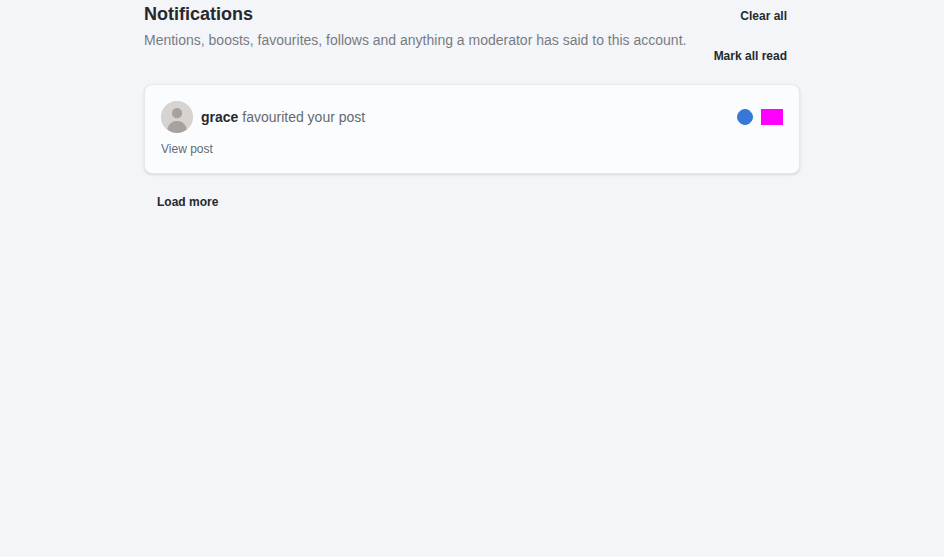 Notifications
Clear all
Mentions, boosts, favourites, follows and anything a moderator has said to this account.
Mark all read
grace favourited your post
View post
Load more